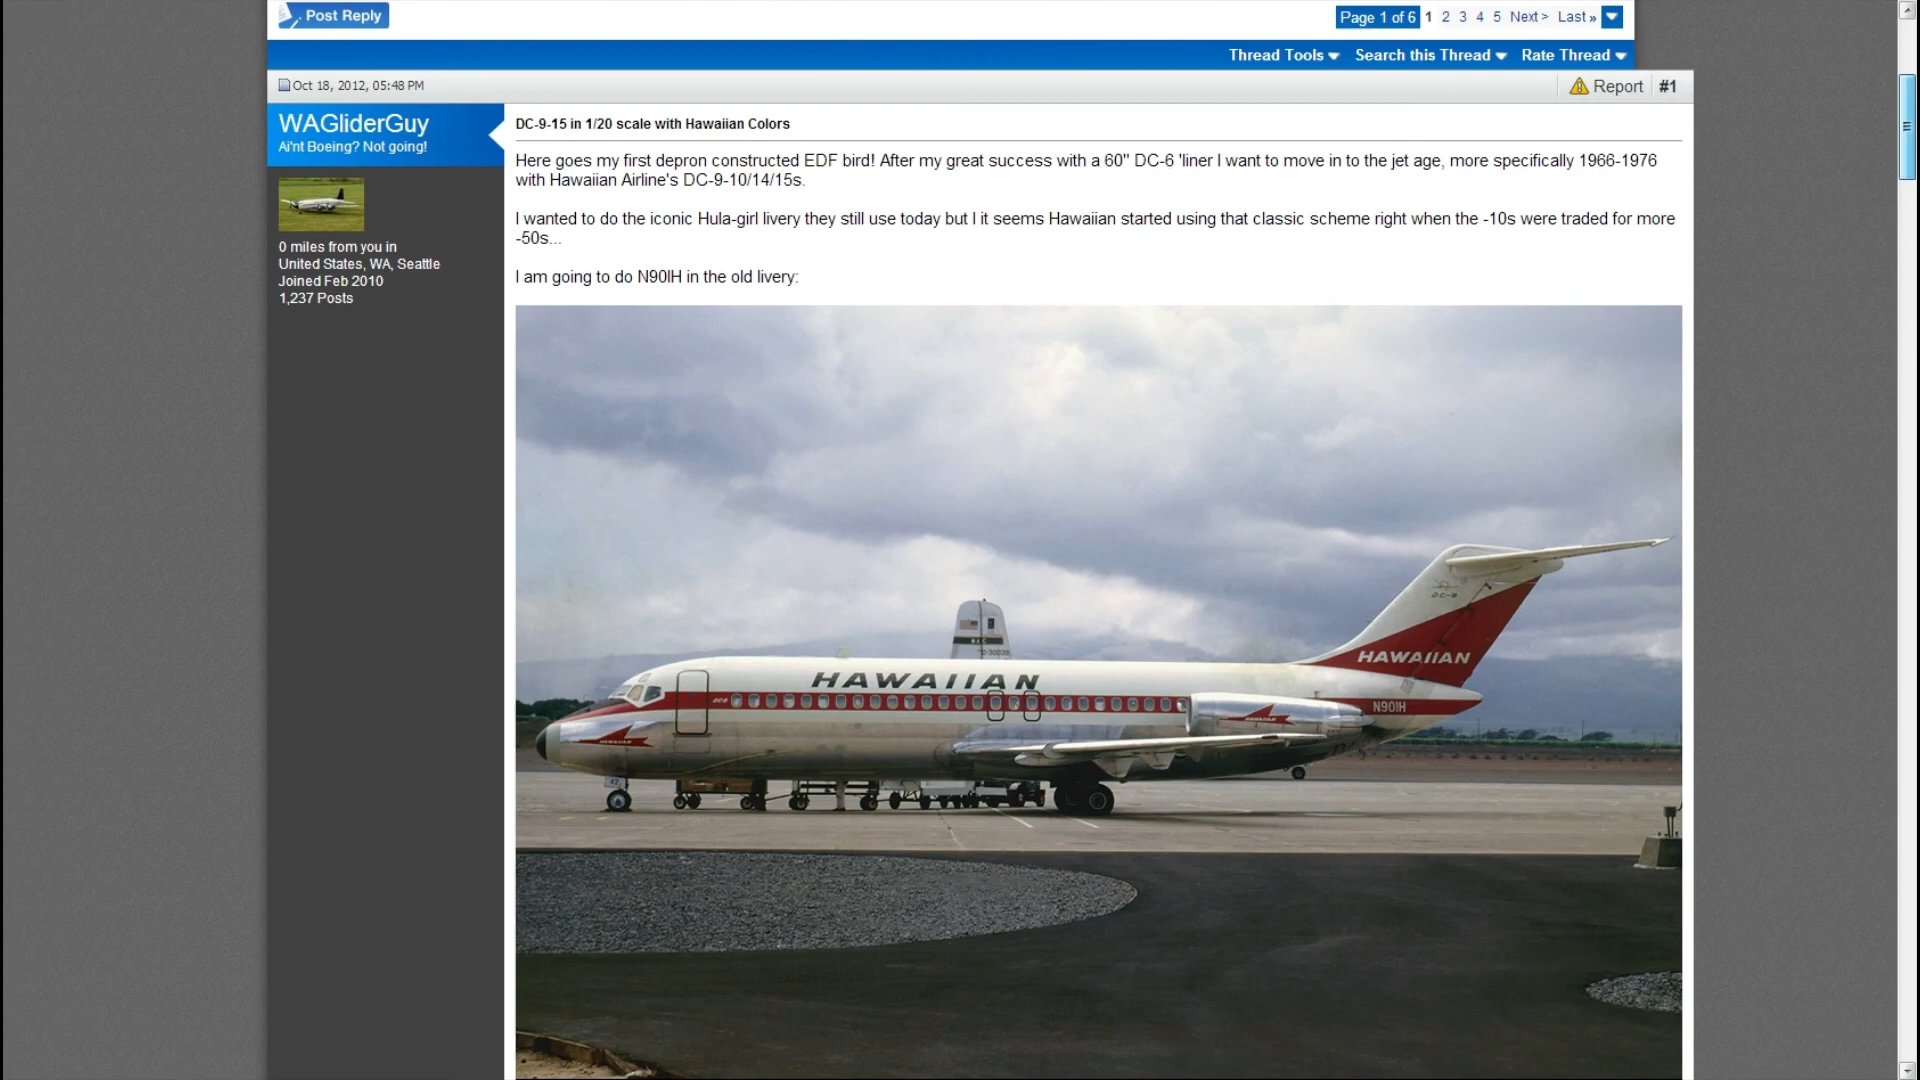 Post Reply
Page 1 of 6 1 2 3 4 5 Next > Last »
Thread Tools Search this Thread Rate Thread
Oct 18, 2012, 05:48 PM
Report #1
WAGliderGuy
Ai'nt Boeing? Not going!
0 miles from you in
United States, WA, Seattle
Joined Feb 2010
1,237 Posts
DC-9-15 in 1/20 scale with Hawaiian Colors
Here goes my first depron constructed EDF bird! After my great success with a 60" DC-6 'liner I want to move in to the jet age, more specifically 1966-1976
with Hawaiian Airline's DC-9-10/14/15s.
I wanted to do the iconic Hula-girl livery they still use today but I it seems Hawaiian started using that classic scheme right when the -10s were traded for more
-50s...
I am going to do N90IH in the old livery:
DC-9
HAWAIIAN
MAC
HAWAIIAN
DC-9
N90IH
HAWAIIAN
HAWAIIAN